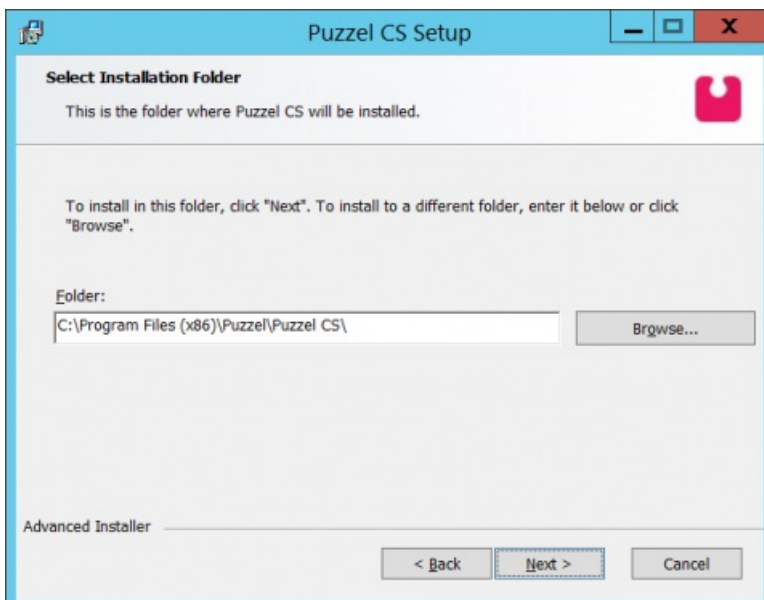 Puzzel CS Setup
Select Installation Folder
This is the folder where Puzzel CS will be installed.
To install in this folder, click "Next". To install to a different folder, enter it below or click
"Browse".
Folder:
C:\Program Files (x86)\Puzzel\Puzzel CS\
Browse...
Advanced Installer
< Back
Next >
Cancel